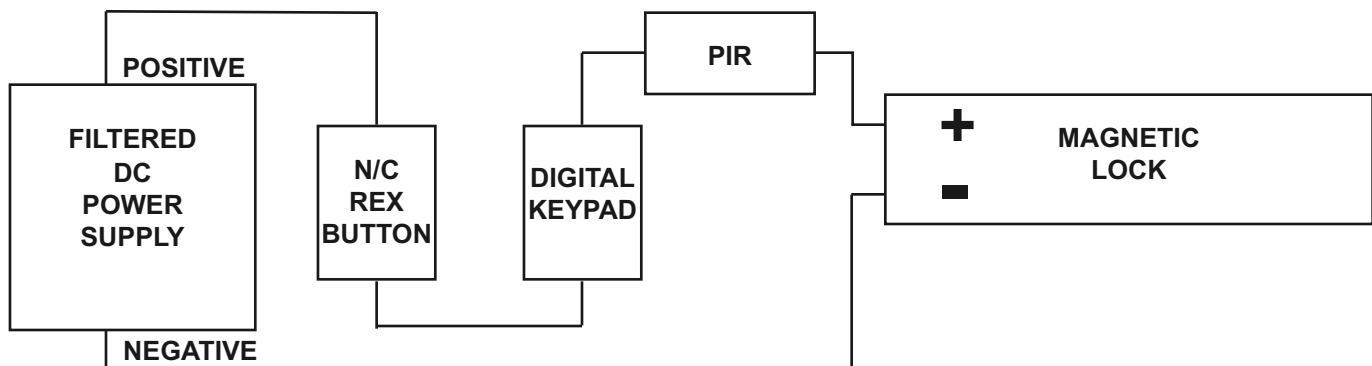 POSITIVE
FILTERED
DC
POWER
SUPPLY
NEGATIVE
N/C
REX
BUTTON
DIGITAL
KEYPAD
PIR
+
-
MAGNETIC
LOCK